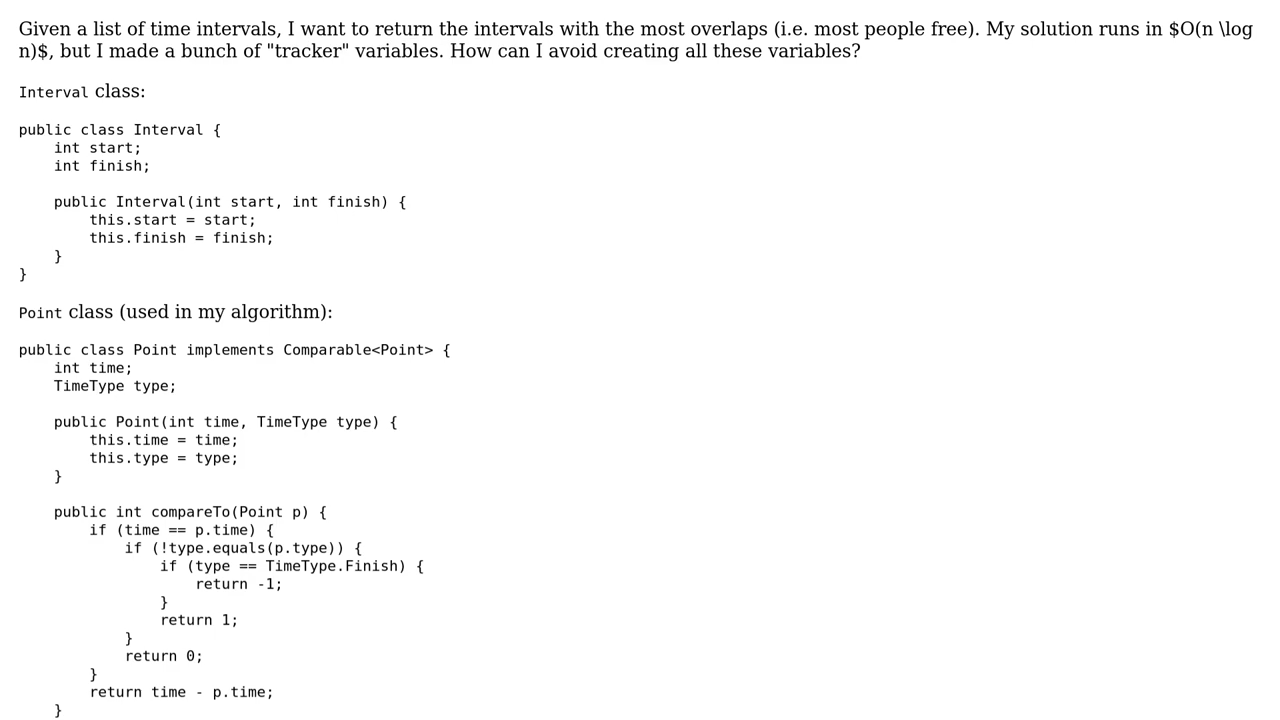 Given a list of time intervals, I want to return the intervals with the most overlaps (i.e. most people free). My solution runs in $O(n \log
n)$, but I made a bunch of "tracker" variables. How can I avoid creating all these variables?
Interval class:
public class Interval {
    int start;
    int finish;
    public Interval(int start, int finish) {
        this.start = start;
        this.finish = finish;
    }
}
Point class (used in my algorithm):
public class Point implements Comparable<Point> {
    int time;
    TimeType type;
    public Point(int time, TimeType type) {
        this.time = time;
        this.type = type;
    }
    public int compareTo(Point p) {
        if (time == p.time) {
            if (!type.equals(p.type)) {
                if (type == TimeType.Finish) {
                    return -1;
                }
                return 1;
            }
            return 0;
        }
        return time - p.time;
    }